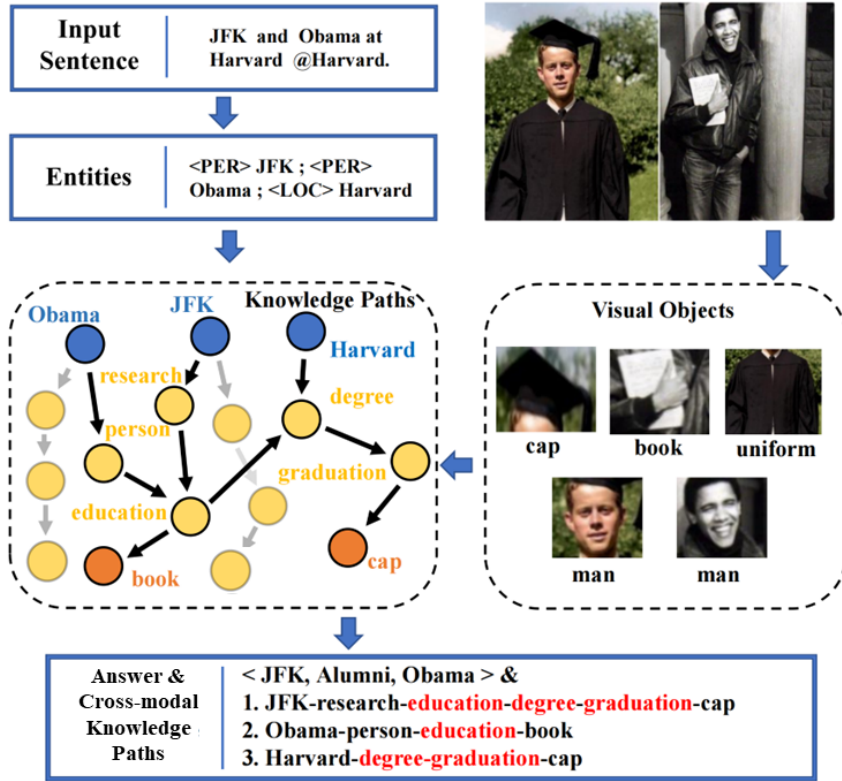 Input
Sentence
JFK and Obama at
Harvard @Harvard.
Entities
<PER> JFK ; <PER>
Obama ; <LOC> Harvard
Knowledge Paths
Obama
JFK
Harvard
research
degree
person
graduation
education
book
cap
Visual Objects
cap
book
uniform
man
man
Answer &
Cross-modal
Knowledge
Paths
< JFK, Alumni, Obama > &
1. JFK-research-education-degree-graduation-cap
2. Obama-person-education-book
3. Harvard-degree-graduation-cap